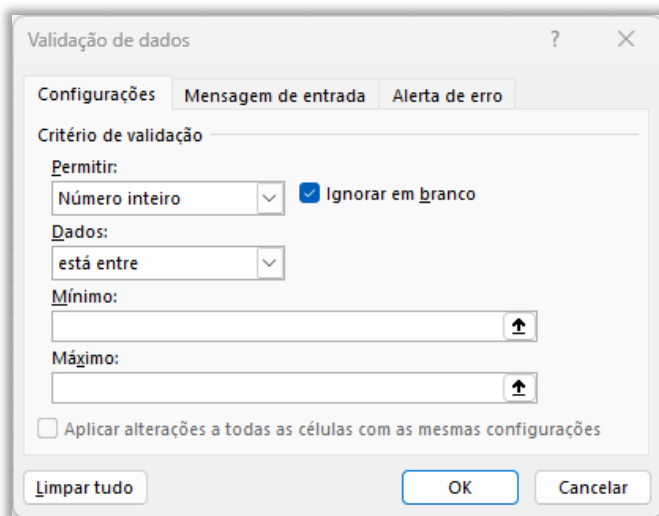 Validação de dados ?
Configurações Mensagem de entrada Alerta de erro
Critério de validação
Permitir:
Número inteiro Ignorar em branco
Dados:
está entre
Mínimo:
Máximo:
Aplicar alterações a todas as células com as mesmas configurações
Limpar tudo OK Cancelar